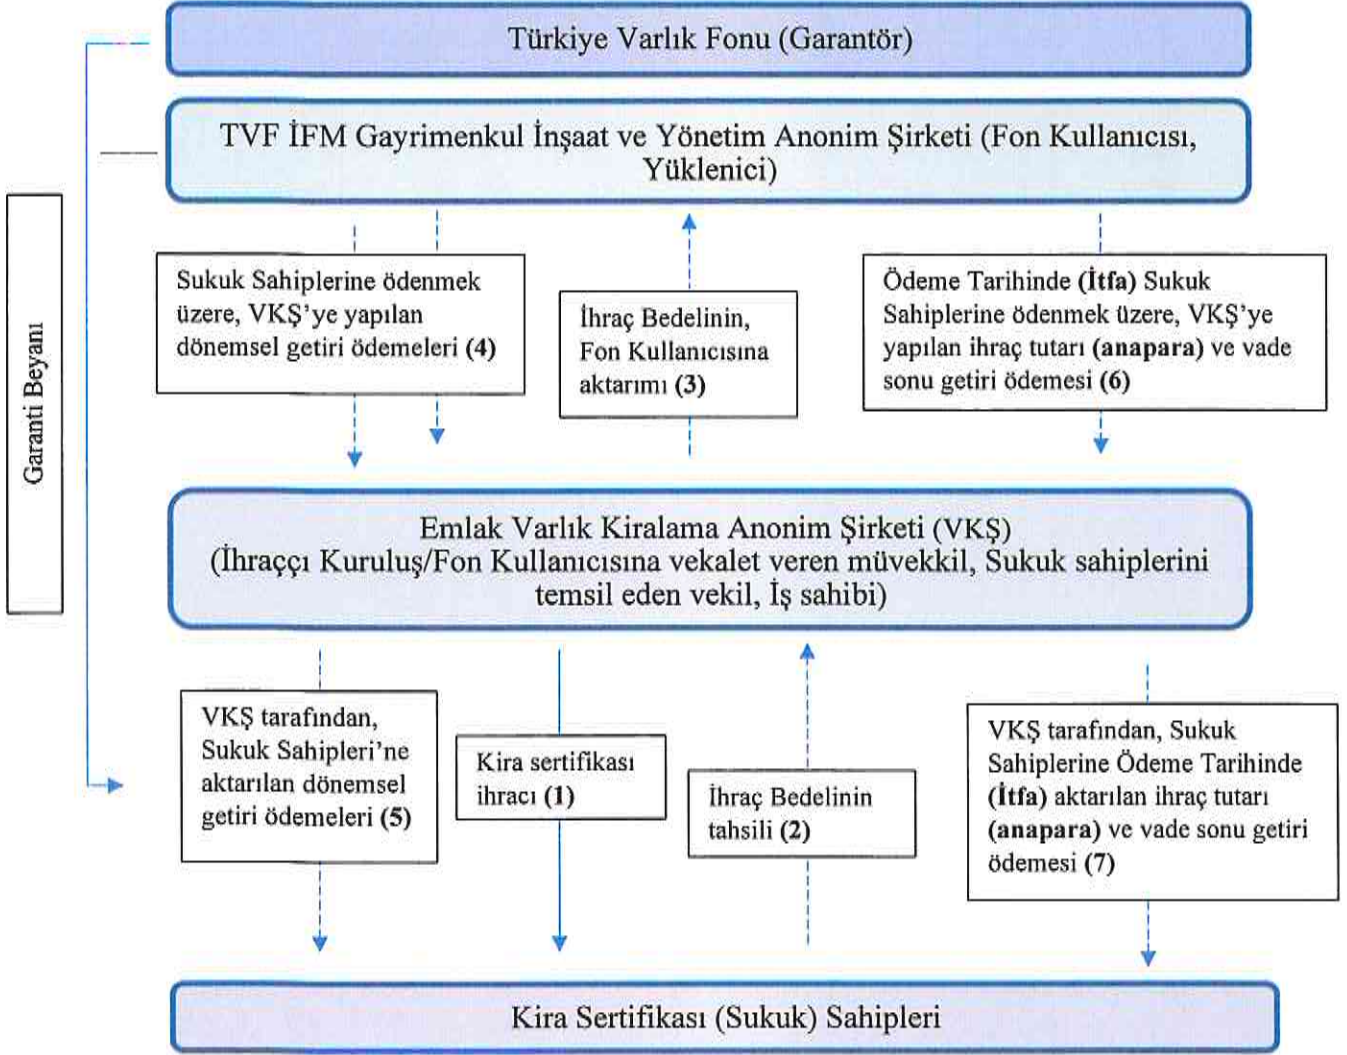 Türkiye Varlık Fonu (Garantör)
TVF İFM Gayrimenkul İnşaat ve Yönetim Anonim Şirketi (Fon Kullanıcısı,
Yüklenici)
Garanti Beyanı
Sukuk Sahiplerine ödenmek
üzere, VKŞ'ye yapılan
dönemsel getiri ödemeleri (4)
İhraç Bedelinin,
Fon Kullanıcısına
aktarımı (3)
Ödeme Tarihinde (İtfa) Sukuk
Sahiplerine ödenmek üzere, VKŞ'ye
yapılan ihraç tutarı (anapara) ve vade
sonu getiri ödemesi (6)
Emlak Varlık Kiralama Anonim Şirketi (VKŞ)
(İhraççı Kuruluş/Fon Kullanıcısına vekalet veren müvekkil, Sukuk sahiplerini
temsil eden vekil, İş sahibi)
VKŞ tarafından,
Sukuk Sahipleri'ne
aktarılan dönemsel
getiri ödemeleri (5)
Kira sertifikası
ihracı (1)
İhraç Bedelinin
tahsili (2)
VKŞ tarafından, Sukuk
Sahiplerine Ödeme Tarihinde
(İtfa) aktarılan ihraç tutarı
(anapara) ve vade sonu getiri
ödemesi (7)
Kira Sertifikası (Sukuk) Sahipleri